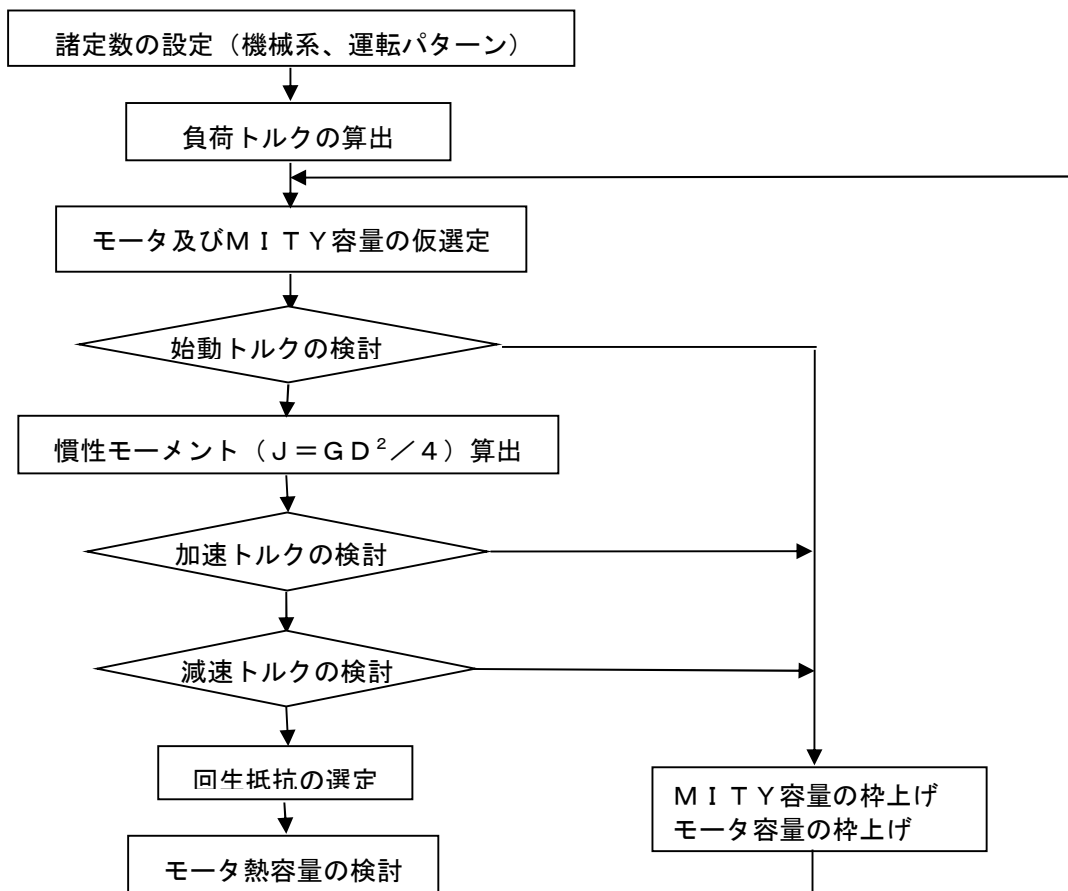 諸定数の設定（機械系、運転パターン）
負荷トルクの算出
モータ及びＭＩＴＹ容量の仮選定
始動トルクの検討
慣性モーメント（Ｊ＝ＧＤ²／４）算出
加速トルクの検討
減速トルクの検討
回生抵抗の選定
ＭＩＴＹ容量の枠上げ
モータ容量の枠上げ
モータ熱容量の検討